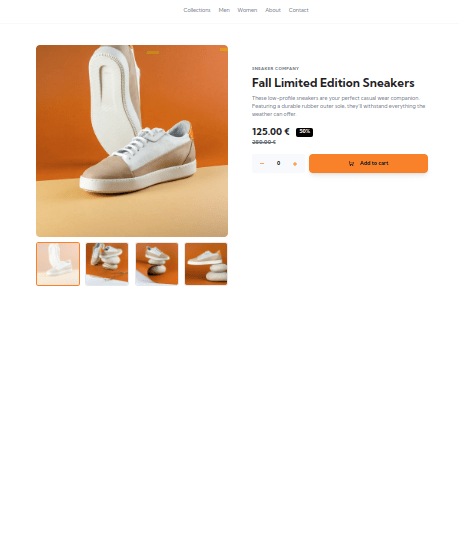 Collections Men Women About Contact
SNEAKER COMPANY
Fall Limited Edition Sneakers
These low-profile sneakers are your perfect casual wear companion.
Featuring a durable rubber outer sole, they'll withstand everything the
weather can offer.
125.00 € 50%
250.00 €
− 0 + Add to cart